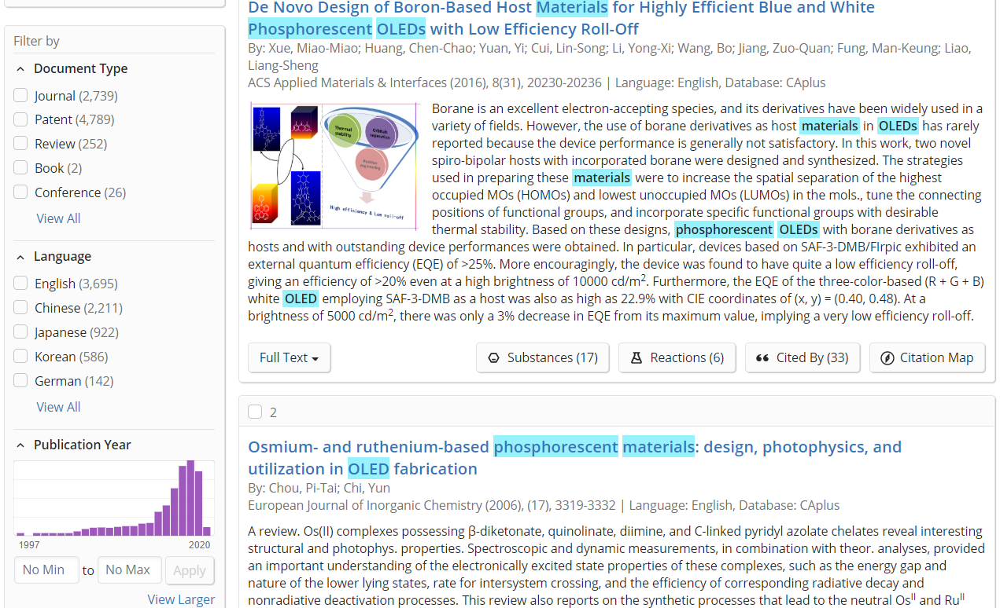 Filter by
Document Type
Journal (2,739)
Patent (4,789)
Review (252)
Book (2)
Conference (26)
View All
Language
English (3,695)
Chinese (2,211)
Japanese (922)
Korean (586)
German (142)
View All
Publication Year
1997 2020
No Min to No Max Apply
View Larger
De Novo Design of Boron-Based Host Materials for Highly Efficient Blue and White
Phosphorescent OLEDs with Low Efficiency Roll-Off
By: Xue, Miao-Miao; Huang, Chen-Chao; Yuan, Yi; Cui, Lin-Song; Li, Yong-Xi; Wang, Bo; Jiang, Zuo-Quan; Fung, Man-Keung; Liao,
Liang-Sheng
ACS Applied Materials & Interfaces (2016), 8(31), 20230-20236 | Language: English, Database: CAplus
Thermal
stability
Orbitals
separation
Position
engineering
High efficiency & Low roll-off
Borane is an excellent electron-accepting species, and its derivatives have been widely used in a
variety of fields. However, the use of borane derivatives as host materials in OLEDs has rarely
reported because the device performance is generally not satisfactory. In this work, two novel
spiro-bipolar hosts with incorporated borane were designed and synthesized. The strategies
used in preparing these materials were to increase the spatial separation of the highest
occupied MOs (HOMOs) and lowest unoccupied MOs (LUMOs) in the mols., tune the connecting
positions of functional groups, and incorporate specific functional groups with desirable
thermal stability. Based on these designs, phosphorescent OLEDs with borane derivatives as
hosts and with outstanding device performances were obtained. In particular, devices based on SAF-3-DMB/FIrpic exhibited an
external quantum efficiency (EQE) of >25%. More encouragingly, the device was found to have quite a low efficiency roll-off,
giving an efficiency of >20% even at a high brightness of 10000 cd/m². Furthermore, the EQE of the three-color-based (R + G + B)
white OLED employing SAF-3-DMB as a host was also as high as 22.9% with CIE coordinates of (x, y) = (0.40, 0.48). At a
brightness of 5000 cd/m², there was only a 3% decrease in EQE from its maximum value, implying a very low efficiency roll-off.
Full Text Substances (17) Reactions (6) Cited By (33) Citation Map
2
Osmium- and ruthenium-based phosphorescent materials: design, photophysics, and
utilization in OLED fabrication
By: Chou, Pi-Tai; Chi, Yun
European Journal of Inorganic Chemistry (2006), (17), 3319-3332 | Language: English, Database: CAplus
A review. Os(II) complexes possessing β-diketonate, quinolinate, diimine, and C-linked pyridyl azolate chelates reveal interesting
structural and photophys. properties. Spectroscopic and dynamic measurements, in combination with theor. analyses, provided
an important understanding of the electronically excited state properties of these complexes, such as the energy gap and
nature of the lower lying states, rate for intersystem crossing, and the efficiency of corresponding radiative decay and
nonradiative deactivation processes. This review also reports on the synthetic processes that lead to the neutral Os^II and Ru^II